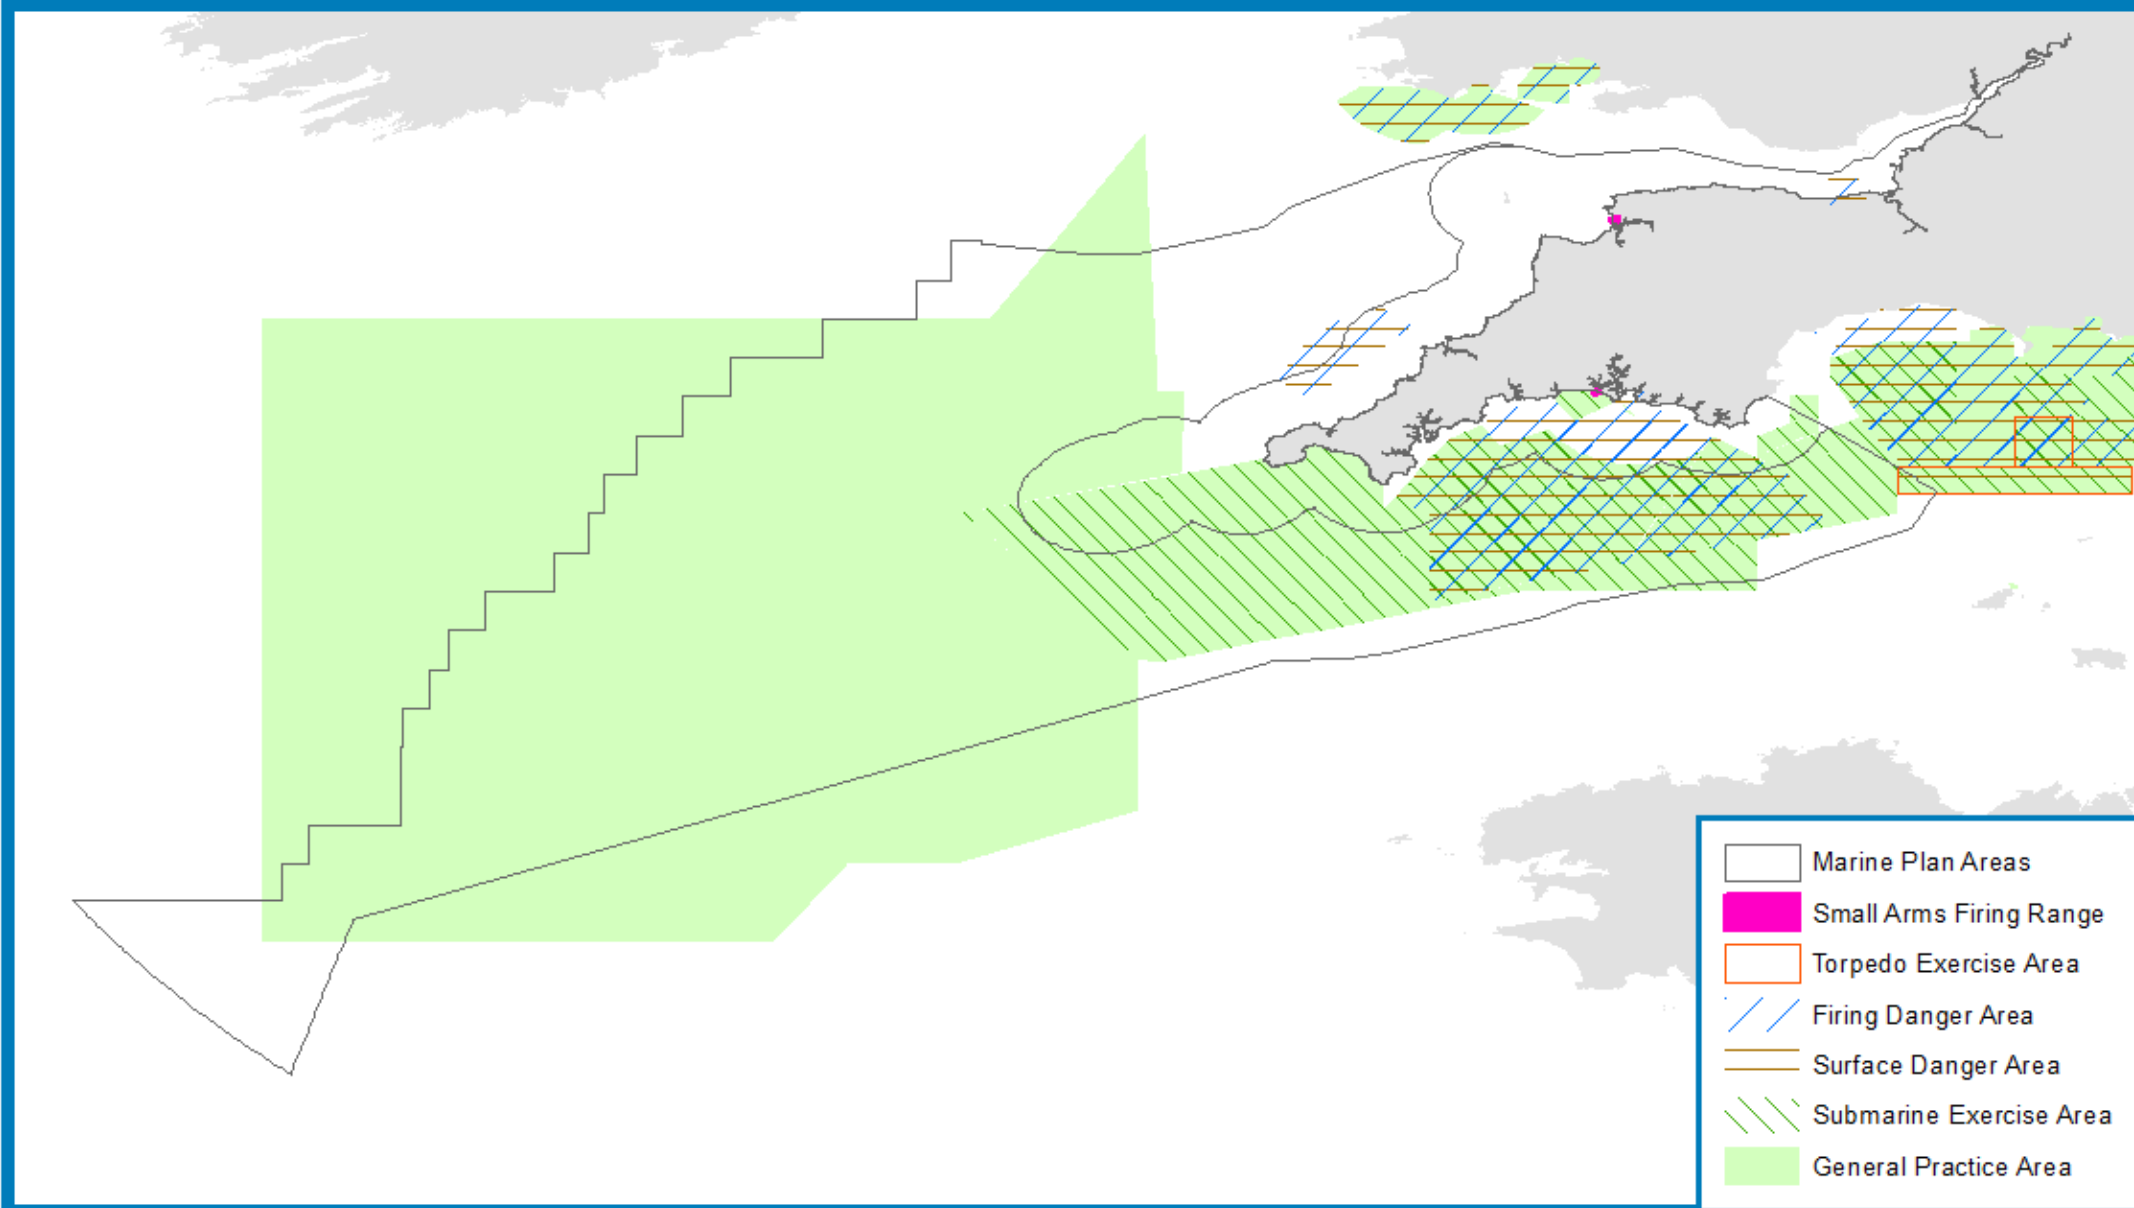 Marine Plan Areas
Small Arms Firing Range
Torpedo Exercise Area
Firing Danger Area
Surface Danger Area
Submarine Exercise Area
General Practice Area